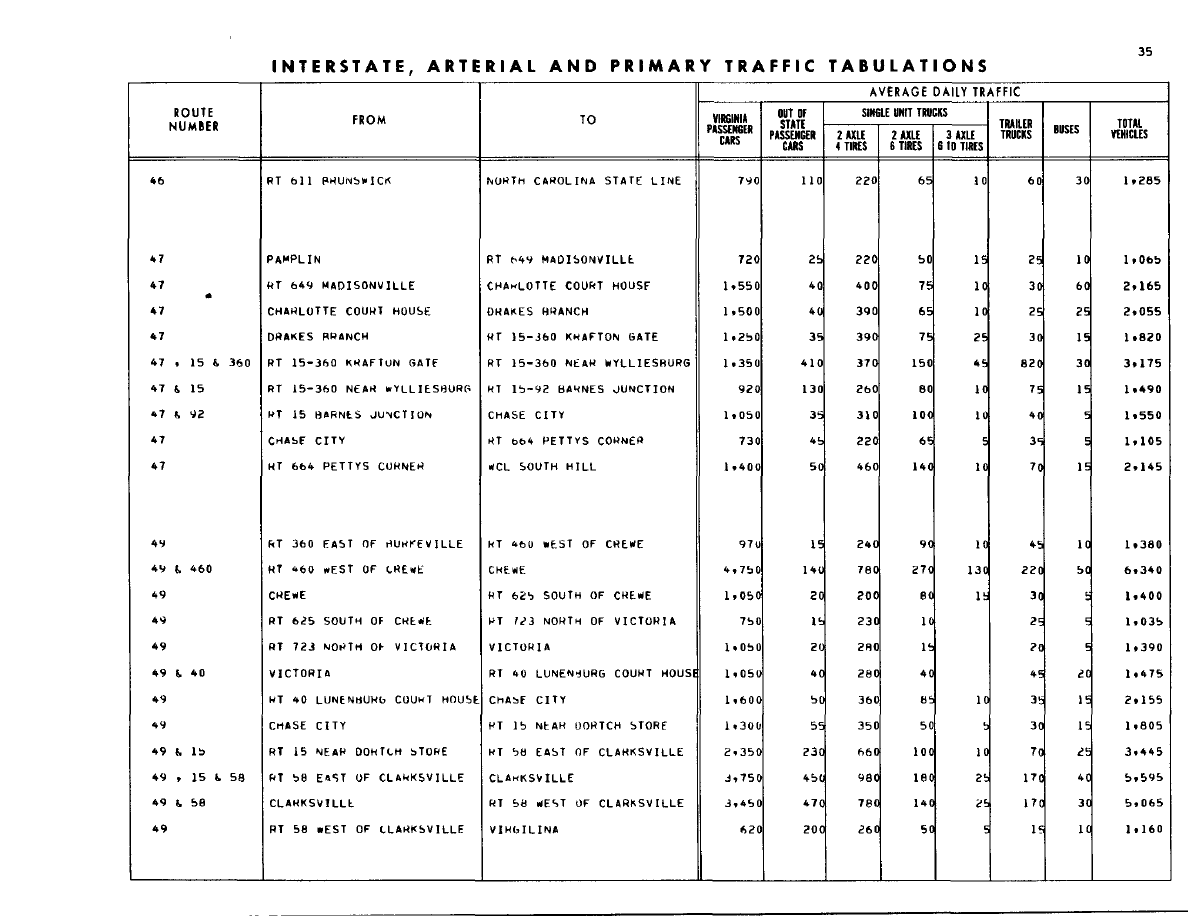 35
INTERSTATE, ARTERIAL AND PRIMARY TRAFFIC TABULATIONS
AVERAGE DAILY TRAFFIC
ROUTE NUMBER FROM TO VIRGINIA PASSENGER CARS OUT OF STATE PASSENGER CARS SINGLE UNIT TRUCKS 2 AXLE 4 TIRES 2 AXLE 6 TIRES 3 AXLE 6 10 TIRES TRAILER TRUCKS BUSES TOTAL VEHICLES
46 RT 611 BRUNSWICK NORTH CAROLINA STATE LINE 790 110 220 65 10 60 30 1,285
47 PAMPLIN RT 649 MADISONVILLE 720 25 220 50 15 25 10 1,065
47 RT 649 MADISONVILLE CHARLOTTE COURT HOUSE 1,550 40 400 75 10 30 60 2,165
47 CHARLOTTE COURT HOUSE DRAKES BRANCH 1,500 40 390 65 10 25 25 2,055
47 DRAKES BRANCH RT 15-360 KRAFTON GATE 1,250 35 390 75 25 30 15 1,820
47 , 15 & 360 RT 15-360 KRAFTON GATE RT 15-360 NEAR WYLLIESBURG 1,350 410 370 150 45 820 30 3,175
47 & 15 RT 15-360 NEAR WYLLIESBURG RT 15-92 BARNES JUNCTION 920 130 260 80 10 75 15 1,490
47 & 92 RT 15 BARNES JUNCTION CHASE CITY 1,050 35 310 100 10 40 5 1,550
47 CHASE CITY RT 664 PETTYS CORNER 730 45 220 65 5 35 5 1,105
47 RT 664 PETTYS CORNER WCL SOUTH HILL 1,400 50 460 140 10 70 15 2,145
49 RT 360 EAST OF BURKEVILLE RT 460 WEST OF CREWE 970 15 240 90 10 45 10 1,380
49 & 460 RT 460 WEST OF CREWE CREWE 4,750 140 780 270 130 220 50 6,340
49 CREWE RT 625 SOUTH OF CREWE 1,050 20 200 80 15 30 5 1,400
49 RT 625 SOUTH OF CREWE RT 723 NORTH OF VICTORIA 750 15 230 10 25 5 1,035
49 RT 723 NORTH OF VICTORIA VICTORIA 1,050 20 280 15 20 5 1,390
49 & 40 VICTORIA RT 40 LUNENBURG COURT HOUSE 1,050 40 280 40 45 20 1,475
49 RT 40 LUNENBURG COURT HOUSE CHASE CITY 1,600 50 360 85 10 35 15 2,155
49 CHASE CITY RT 15 NEAR DORTCH STORE 1,300 55 350 50 5 30 15 1,805
49 & 15 RT 15 NEAR DORTCH STORE RT 58 EAST OF CLARKSVILLE 2,350 230 660 100 10 70 25 3,445
49 , 15 & 58 RT 58 EAST OF CLARKSVILLE CLARKSVILLE 3,750 450 980 180 25 170 40 5,595
49 & 58 CLARKSVILLE RT 58 WEST OF CLARKSVILLE 3,450 470 780 140 25 170 30 5,065
49 RT 58 WEST OF CLARKSVILLE VIRGILINA 620 200 260 50 5 15 10 1,160